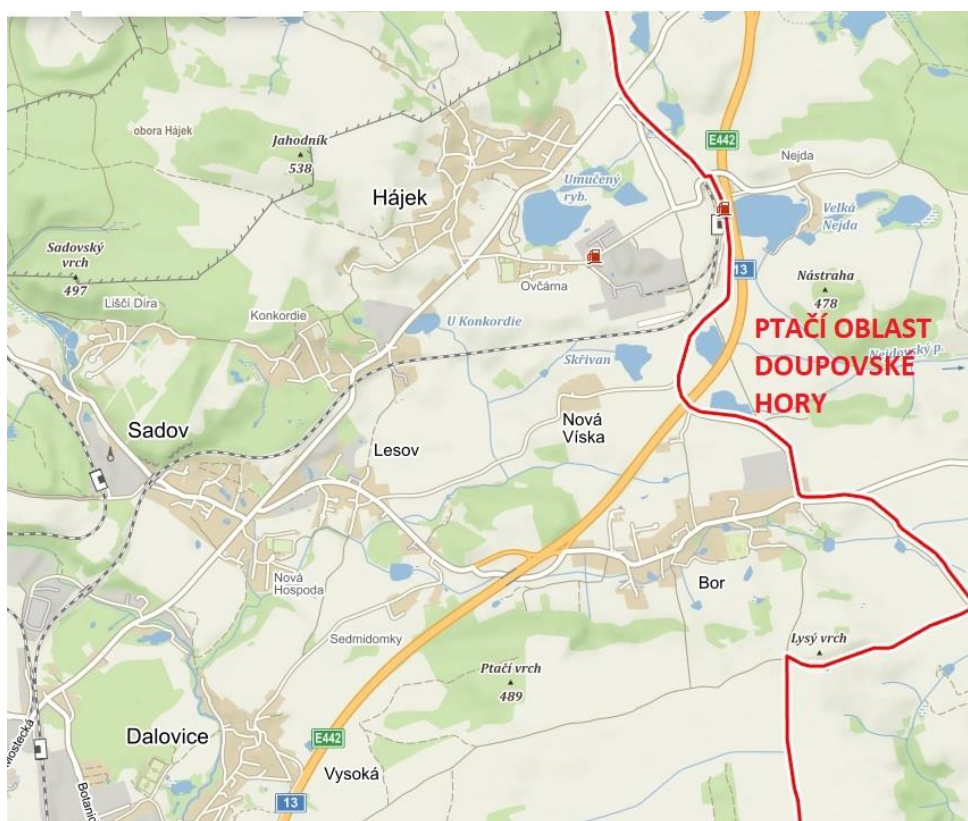 E442
Nejda
obora Hájek
Jahodník
538
Hájek
Umučený
ryb.
Velká
Nejda
Sadovský
vrch
497
Liščí Díra
Konkordie
Ovčárna
13
Nástraha
478
U Konkordie
Skřivan
PTAČÍ OBLAST
DOUPOVSKÉ
HORY
Nejdovský p.
Nová
Víska
Sadov
Lesov
Nová
Hospoda
Bor
Sedmidomky
Lysý vrch
Ptačí vrch
489
Dalovice
E442
Vysoká
Mostecká
Botanic
13